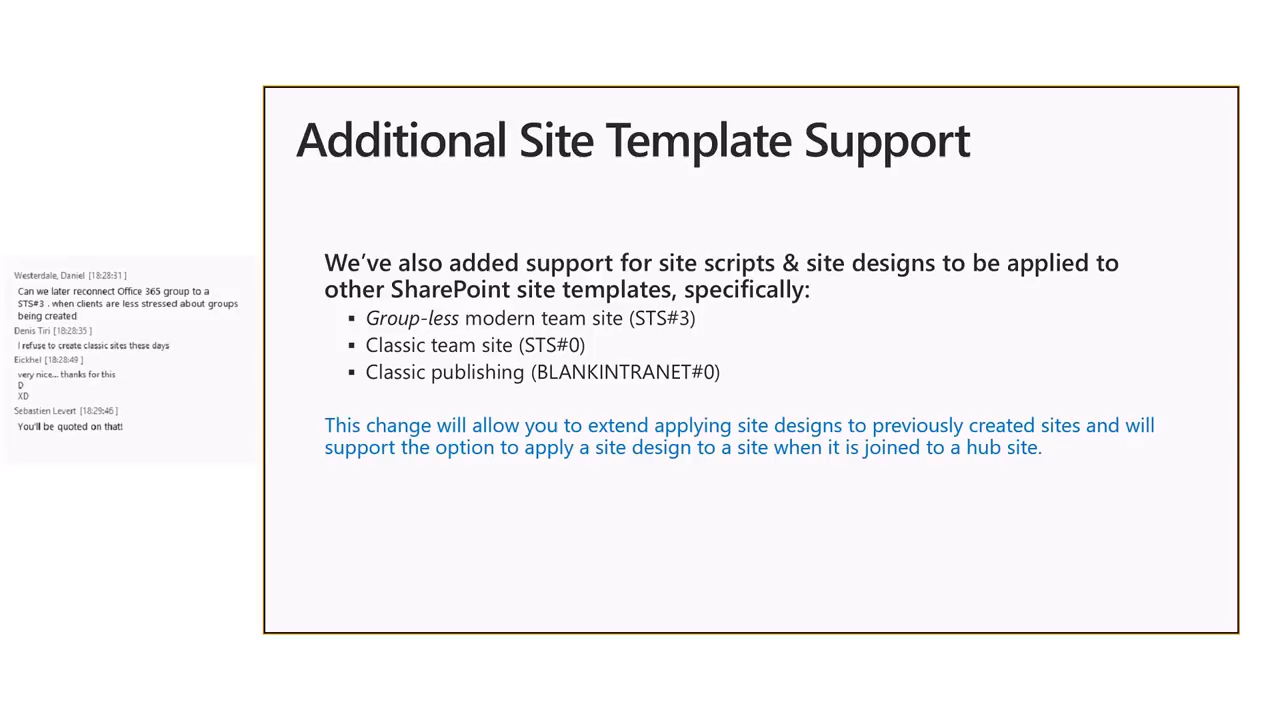 Additional Site Template Support
We've also added support for site scripts & site designs to be applied to
other SharePoint site templates, specifically:
▪ Group-less modern team site (STS#3)
▪ Classic team site (STS#0)
▪ Classic publishing (BLANKINTRANET#0)
This change will allow you to extend applying site designs to previously created sites and will
support the option to apply a site design to a site when it is joined to a hub site.
Westerdale, Daniel [18:28:31 ]
Can we later reconnect Office 365 group to a
STS#3 . when clients are less stressed about groups
being created
Denis Tiri [18:28:35 ]
I refuse to create classic sites these days
Eickhel [18:28:49 ]
very nice... thanks for this
D
XD
Sebastien Levert [18:29:46 ]
You'll be quoted on that!